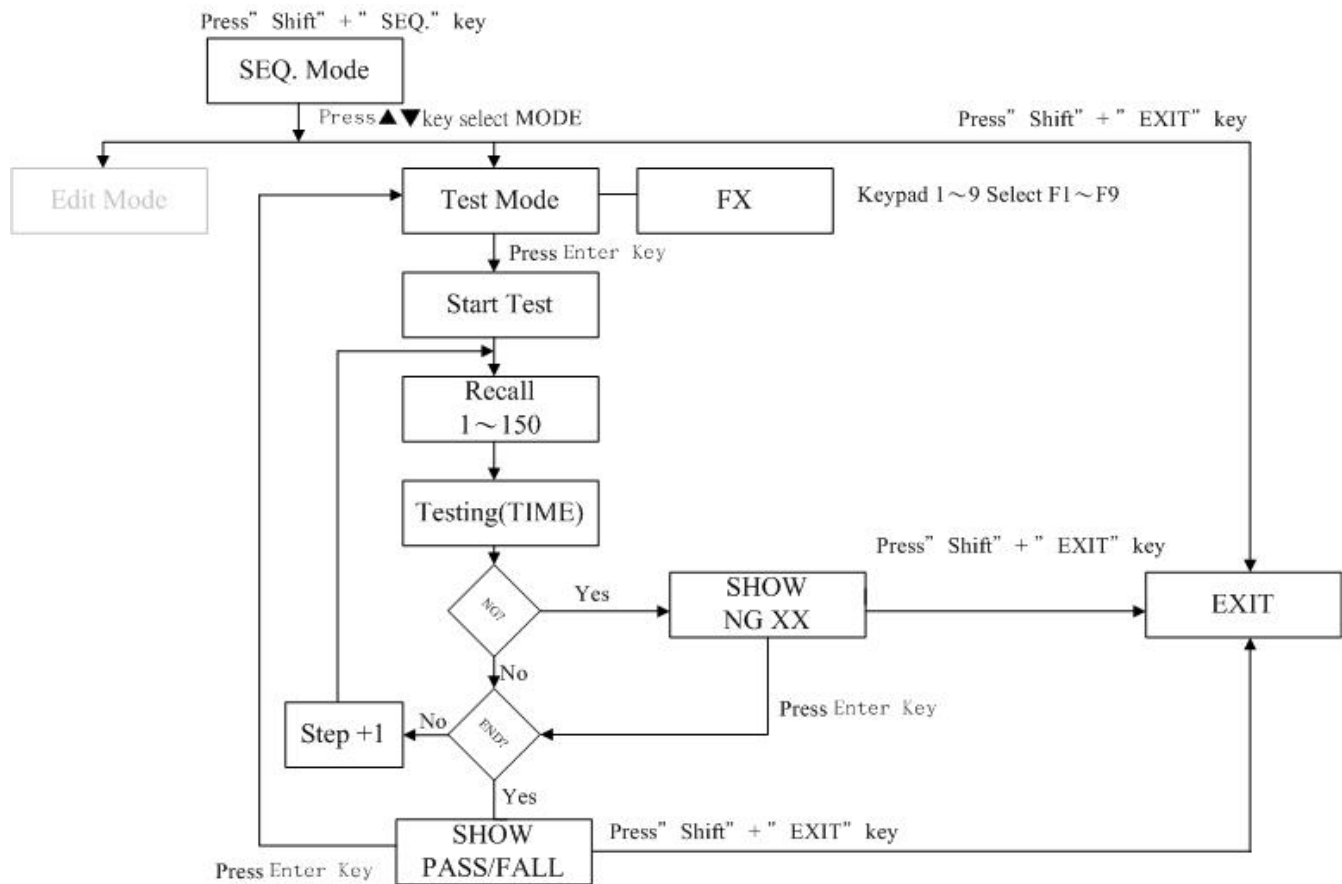 Press” Shift” + ” SEQ.” key
SEQ. Mode
Press▲▼key select MODE
Press” Shift” + ” EXIT” key
Edit Mode
Test Mode
FX
Keypad 1～9 Select F1～F9
Press Enter Key
Start Test
Recall
1～150
Testing(TIME)
Press” Shift” + ” EXIT” key
NG?
Yes
SHOW
NG XX
EXIT
No
Press Enter Key
Step +1
No
END?
Yes
SHOW
PASS/FALL
Press” Shift” + ” EXIT” key
Press Enter Key